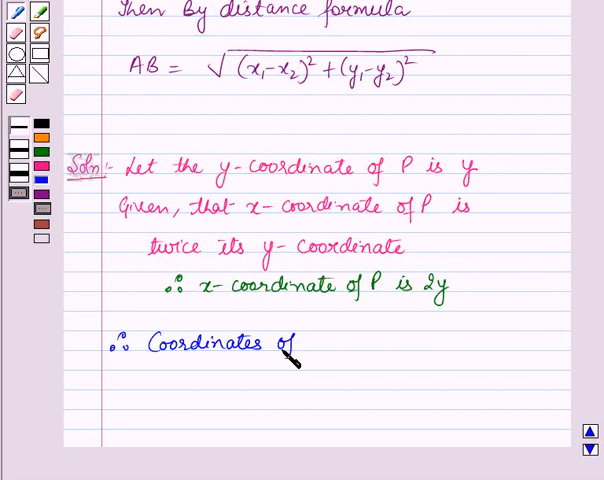 Then By distance formula
AB = √(x₁-x₂)² + (y₁-y₂)²
Soln:- Let the y-coordinate of P is y
Given, that x-coordinate of P is
twice its y-coordinate
∴ x-coordinate of P is 2y
∴ Coordinates of